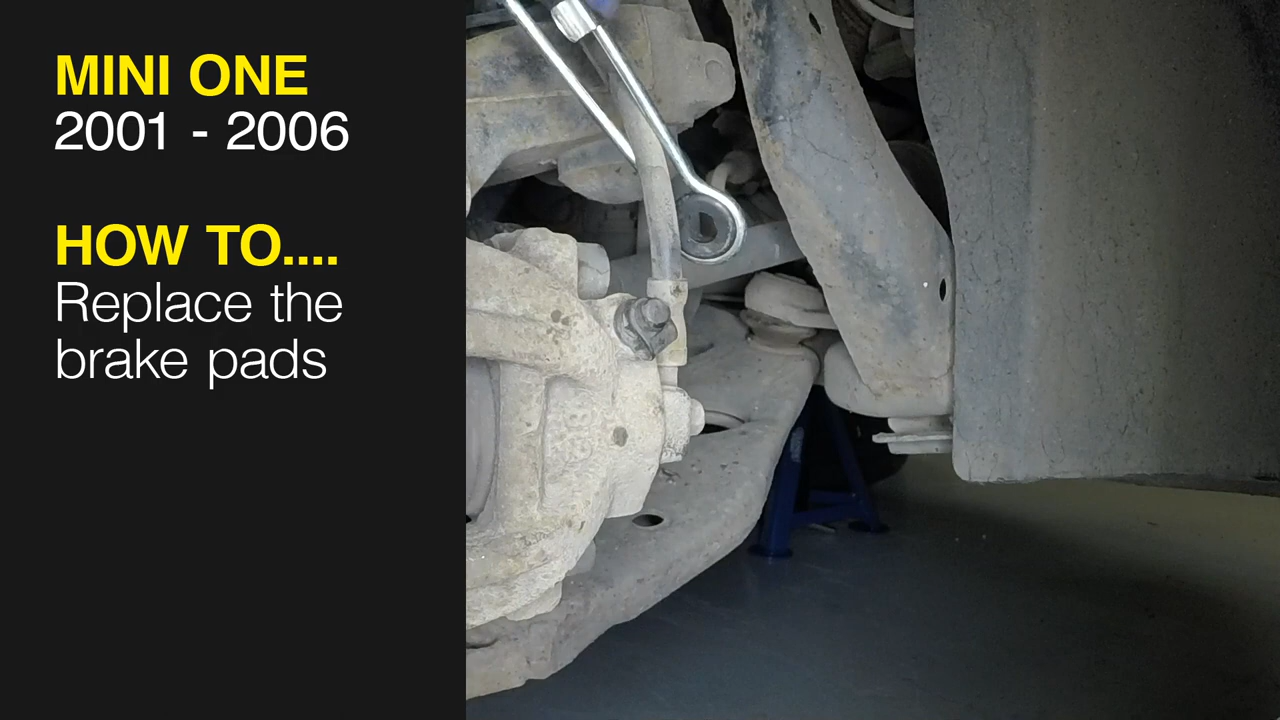 MINI ONE
2001 - 2006
HOW TO....
Replace the
brake pads